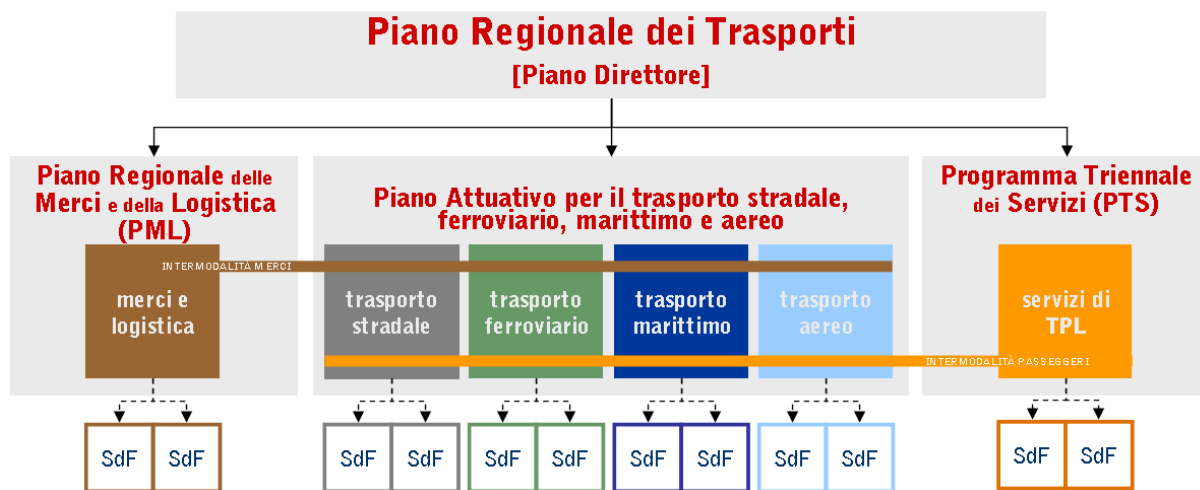 Piano Regionale dei Trasporti
[Piano Direttore]
Piano Regionale delle
Merci e della Logistica
(PML)
Piano Attuativo per il trasporto stradale,
ferroviario, marittimo e aereo
Programma Triennale
dei Servizi (PTS)
INTERMODALITÀ MERCI
merci e
logistica
trasporto
stradale
trasporto
ferroviario
trasporto
marittimo
trasporto
aereo
servizi di
TPL
INTERMODALITÀ PASSEGGERI
SdF SdF SdF SdF SdF SdF SdF SdF SdF SdF SdF SdF